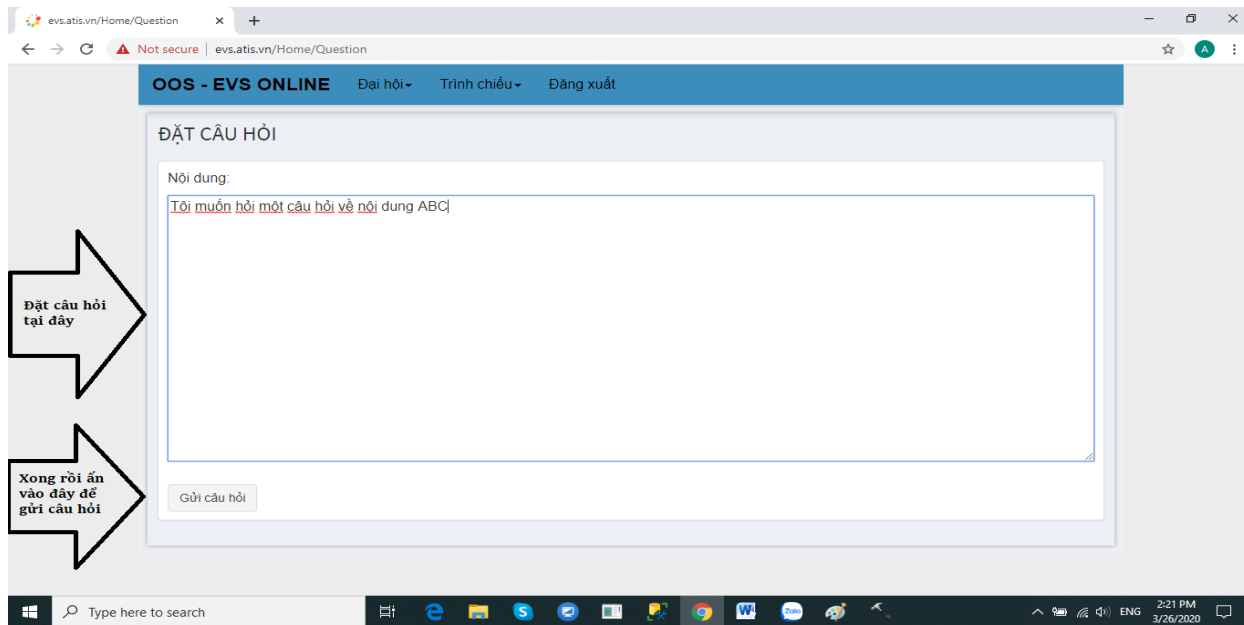 evs.atis.vn/Home/Question
Not secure | evs.atis.vn/Home/Question
A
OOS - EVS ONLINE Đại hội Trình chiếu Đăng xuất
ĐẶT CÂU HỎI
Nội dung:
Tôi muốn hỏi một câu hỏi về nội dung ABC
Đặt câu hỏi
tại đây
Xong rồi ấn
vào đây để
gửi câu hỏi
Gửi câu hỏi
Type here to search
Zalo
ENG
2:21 PM
3/26/2020